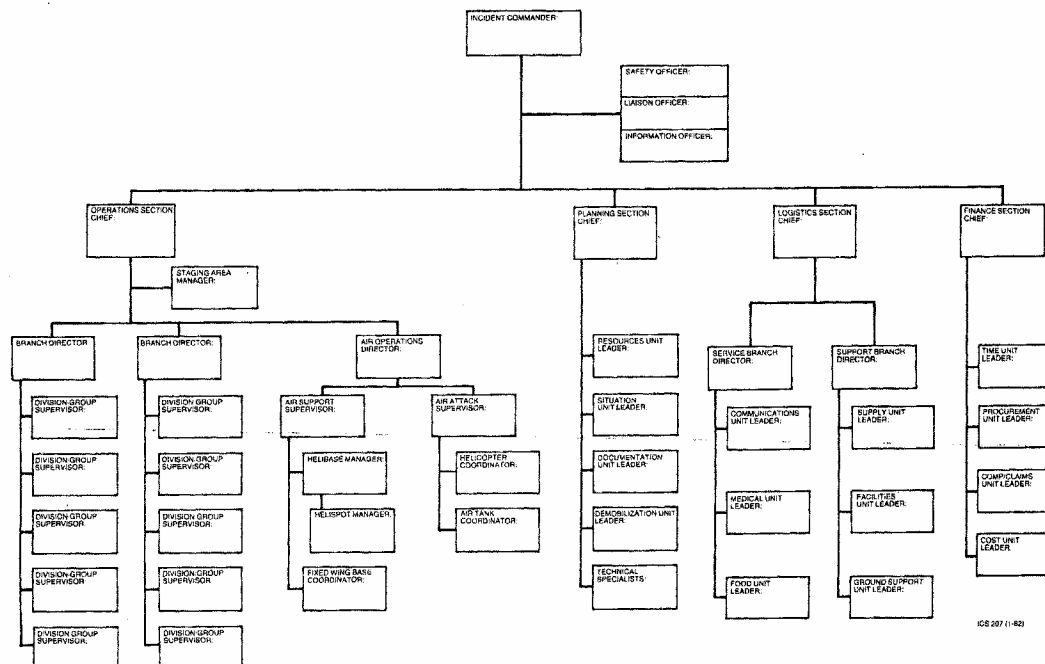 INCIDENT COMMANDER:
SAFETY OFFICER:
LIAISON OFFICER:
INFORMATION OFFICER:
OPERATIONS SECTION
CHIEF:
PLANNING SECTION
CHIEF:
LOGISTICS SECTION
CHIEF:
FINANCE SECTION
CHIEF:
STAGING AREA
MANAGER:
BRANCH DIRECTOR
DIVISION-GROUP
SUPERVISOR:
DIVISION-GROUP
SUPERVISOR:
DIVISION-GROUP
SUPERVISOR
DIVISION-GROUP
SUPERVISOR
DIVISION GROUP
SUPERVISOR:
BRANCH DIRECTOR:
DIVISION GROUP
SUPERVISOR:
DIVISION GROUP
SUPERVISOR:
DIVISION GROUP
SUPERVISOR:
DIVISION-GROUP
SUPERVISOR:
DIVISION-GROUP
SUPERVISOR:
AIR OPERATIONS
DIRECTOR:
AIR SUPPORT
SUPERVISOR:
HELIBASE MANAGER:
HELISPOT MANAGER:
FIXED WING BASE
COORDINATOR:
AIR ATTACK
SUPERVISOR:
HELICOPTER
COORDINATOR:
AIR TANK
COORDINATOR:
RESOURCES UNIT
LEADER:
SITUATION
UNIT LEADER:
DOCUMENTATION
UNIT LEADER:
DEMOBILIZATION UNIT
LEADER:
TECHNICAL
SPECIALISTS:
SERVICE BRANCH
DIRECTOR:
COMMUNICATIONS
UNIT LEADER:
MEDICAL UNIT
LEADER:
FOOD UNIT
LEADER:
SUPPORT BRANCH
DIRECTOR:
SUPPLY UNIT
LEADER:
FACILITIES
UNIT LEADER:
GROUND SUPPORT
UNIT LEADER:
TIME UNIT
LEADER:
PROCUREMENT
UNIT LEADER:
COMP/CLAIMS
UNIT LEADER:
COST UNIT
LEADER:
ICS 207 (1-82)